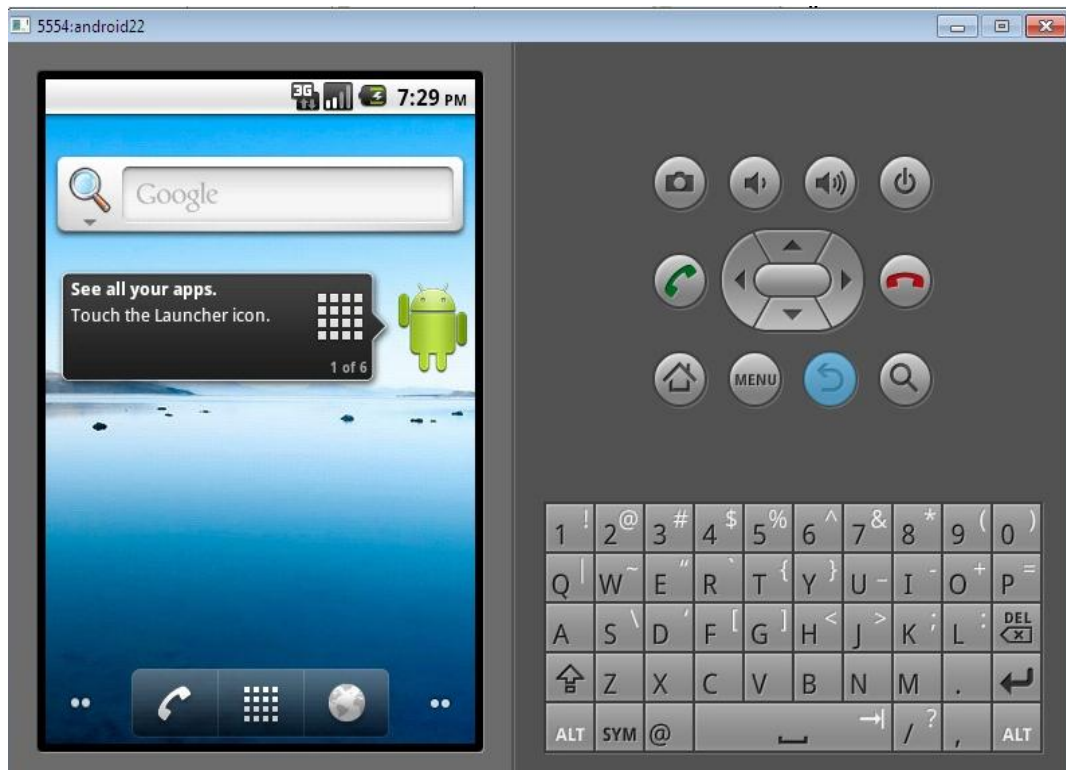 5554:android22
3G 7:29 PM
Google
See all your apps.
Touch the Launcher icon.
1 of 6
MENU
1 ! 2 @ 3 # 4 $ 5 % 6 ^ 7 & 8 * 9 ( 0 )
Q | W ~ E " R ` T { Y } U _ I - O + P =
A S \ D ' F [ G ] H < J > K ; L : DEL
Z X C V B N M .
ALT SYM @ / ? , ALT